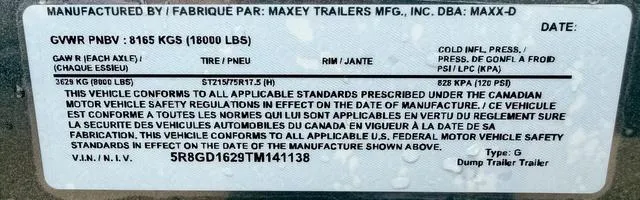 MANUFACTURED BY / FABRIQUE PAR: MAXEY TRAILERS MFG., INC. DBA: MAXX-D
DATE:
GVWR PNBV : 8165 KGS (18000 LBS)
GAWR (EACH AXLE) /
(CHAQUE ESSIEU)
TIRE / PNEU
RIM / JANTE
COLD INFL. PRESS. /
PRESS. DE GONFL A FROID
PSI / LPC (KPA)
3629 KG (8000 LBS) ST215/75R17.5 (H) 828 KPA (120 PSI)
THIS VEHICLE CONFORMS TO ALL APPLICABLE STANDARDS PRESCRIBED UNDER THE CANADIAN
MOTOR VEHICLE SAFETY REGULATIONS IN EFFECT ON THE DATE OF MANUFACTURE. / CE VEHICULE
EST CONFORME A TOUTES LES NORMES QUI LUI SONT APPLICABLES EN VERTU DU REGLEMENT SURE
LA SECURITE DES VEHICULES AUTOMOBILES DU CANADA EN VIGUEUR À LA DATE DE SA
FABRICATION. THIS VEHICLE CONFORMS TO ALL APPLICABLE U.S. FEDERAL MOTOR VEHICLE SAFETY
STANDARDS IN EFFECT ON THE DATE OF THE MANUFACTURE SHOWN ABOVE.
V.I.N. / N.I.V. 5R8GD1629TM141138
Type: G
Dump Trailer Trailer